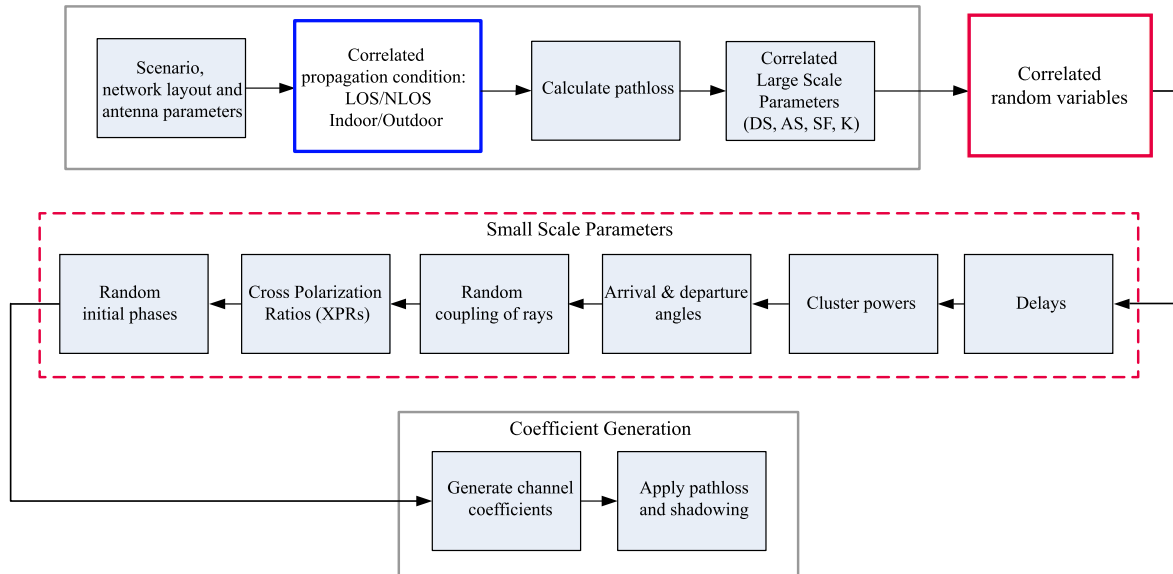 Scenario,
network layout and
antenna parameters
Correlated
propagation condition:
LOS/NLOS
Indoor/Outdoor
Calculate pathloss
Correlated
Large Scale
Parameters
(DS, AS, SF, K)
Correlated
random variables
Small Scale Parameters
Random
initial phases
Cross Polarization
Ratios (XPRs)
Random
coupling of rays
Arrival & departure
angles
Cluster powers
Delays
Coefficient Generation
Generate channel
coefficients
Apply pathloss
and shadowing